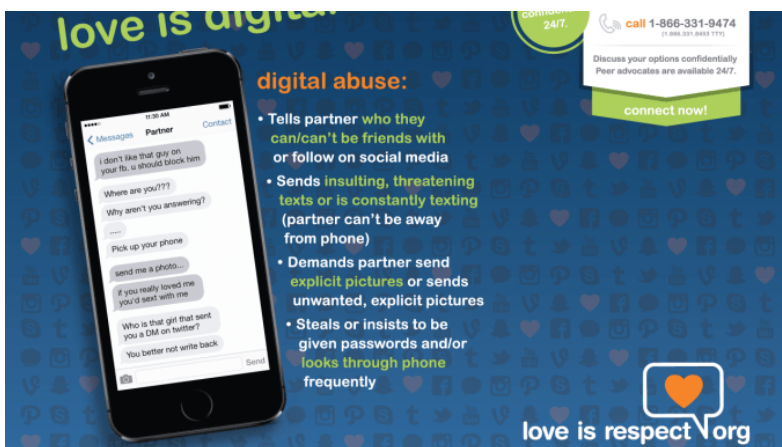 love is digital
24/7.
call 1-866-331-9474
(1.866.331.8453 TTY)
Discuss your options confidentially
Peer advocates are available 24/7.
connect now!
digital abuse:
• Tells partner who they
can/can't be friends with
or follow on social media
• Sends insulting, threatening
texts or is constantly texting
(partner can't be away
from phone)
• Demands partner send
explicit pictures or sends
unwanted, explicit pictures
• Steals or insists to be
given passwords and/or
looks through phone
frequently
11:30 AM
Messages
Partner
Contact
i don't like that guy on
your fb. u should block him
Where are you???
Why aren't you answering?
.....
Pick up your phone
send me a photo...
if you really loved me
you'd sext with me
Who is that girl that sent
you a DM on twitter?
You better not write back
Send
love is respect org